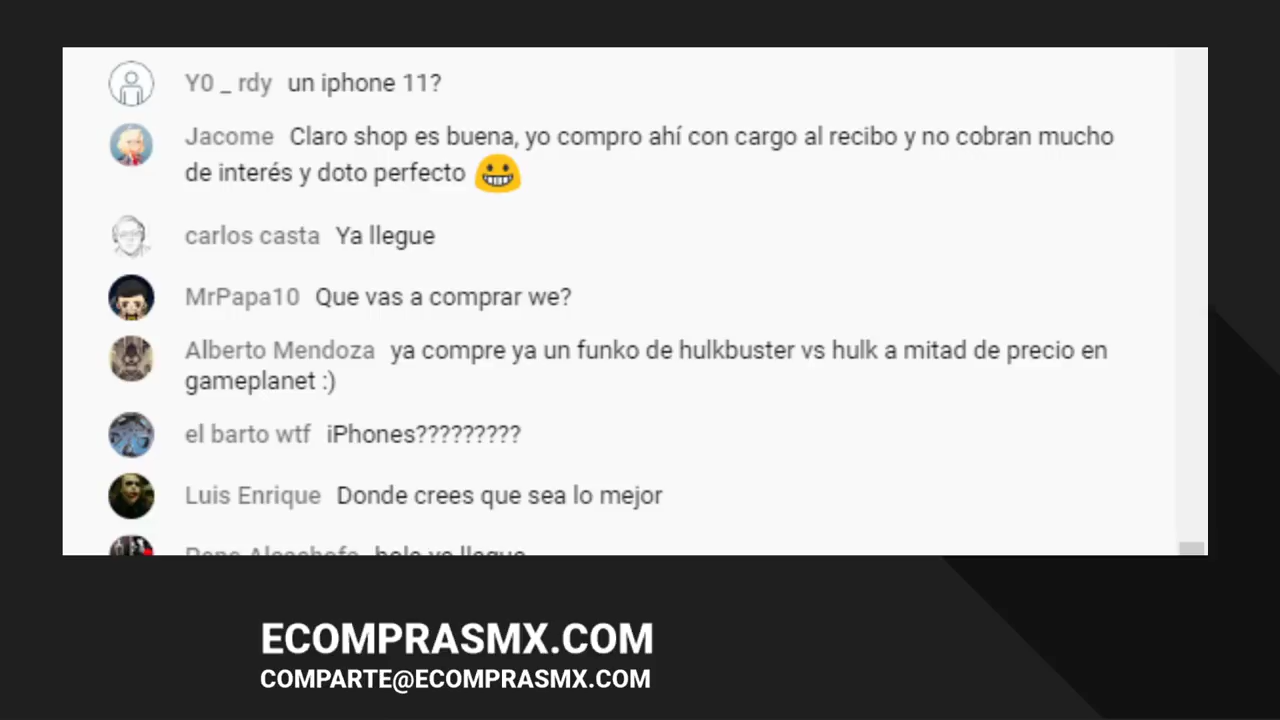 Y0 _ rdy un iphone 11?
Jacome Claro shop es buena, yo compro ahí con cargo al recibo y no cobran mucho
de interés y doto perfecto
carlos casta Ya llegue
MrPapa10 Que vas a comprar we?
Alberto Mendoza ya compre ya un funko de hulkbuster vs hulk a mitad de precio en
gameplanet :)
el barto wtf iPhones?????????
Luis Enrique Donde crees que sea lo mejor
ECOMPRASMX.COM
COMPARTE@ECOMPRASMX.COM